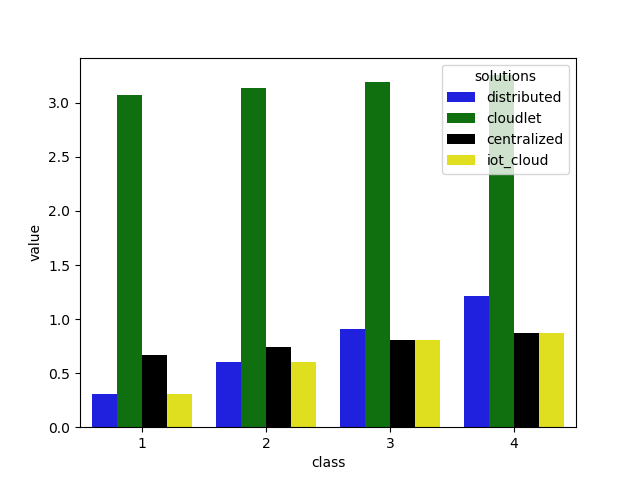 solutions
distributed
cloudlet
centralized
iot_cloud
value
3.0
2.5
2.0
1.5
1.0
0.5
0.0
1 2 3 4
class